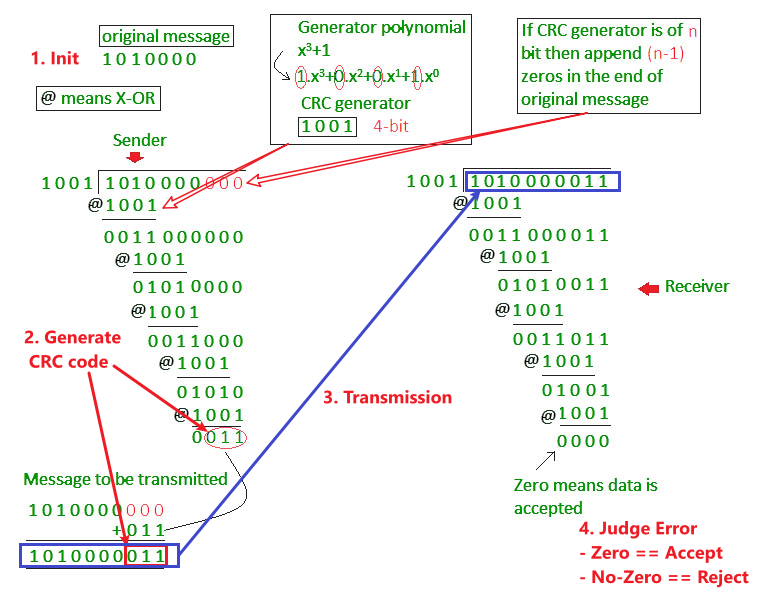 original message
1. Init
1 0 1 0 0 0 0
@ means X-OR
Generator polynomial
x³+1
1.x³+0.x²+0.x¹+1.x⁰
CRC generator
1 0 0 1 4-bit
If CRC generator is of n
bit then append (n-1)
zeros in the end of
original message
Sender
1 0 0 1 1 0 1 0 0 0 0 0 0 0
@1 0 0 1
0 0 1 1 0 0 0 0 0 0
@1 0 0 1
0 1 0 1 0 0 0 0
@1 0 0 1
0 0 1 1 0 0 0
@1 0 0 1
0 1 0 1 0
@1 0 0 1
0 0 1 1
2. Generate
CRC code
Message to be transmitted
1 0 1 0 0 0 0 0 0 0
+0 1 1
1 0 1 0 0 0 0 0 1 1
3. Transmission
1 0 0 1 1 0 1 0 0 0 0 0 1 1
@1 0 0 1
0 0 1 1 0 0 0 0 1 1
@1 0 0 1
0 1 0 1 0 0 1 1
@1 0 0 1
0 0 1 1 0 1 1
@1 0 0 1
0 1 0 0 1
@1 0 0 1
0 0 0 0
Receiver
Zero means data is
accepted
4. Judge Error
- Zero == Accept
- No-Zero == Reject